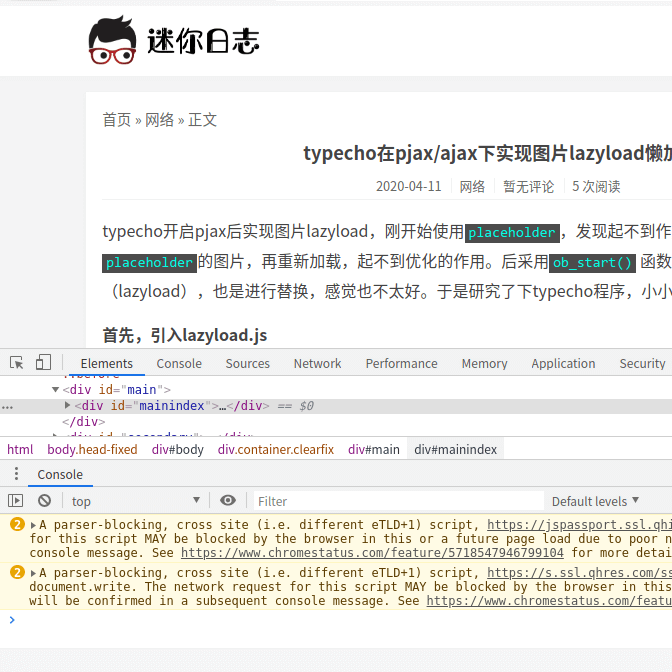 迷你日志
首页 » 网络 » 正文
typecho在pjax/ajax下实现图片lazyload懒加
2020-04-11 网络 暂无评论 5 次阅读
typecho开启pjax后实现图片lazyload，刚开始使用placeholder，发现起不到作
placeholder的图片，再重新加载，起不到优化的作用。后采用ob_start() 函数
（lazyload），也是进行替换，感觉也不太好。于是研究了下typecho程序，小小
首先，引入lazyload.js
Elements Console Sources Network Performance Memory Application Security
::before
<div id="main">
<div id="mainindex">…</div> == $0
</div>
html body.head-fixed div#body div.container.clearfix div#main div#mainindex
Console
top Filter Default levels
2 A parser-blocking, cross site (i.e. different eTLD+1) script, https://jspassport.ssl.qhi
for this script MAY be blocked by the browser in this or a future page load due to poor n
console message. See https://www.chromestatus.com/feature/5718547946799104 for more detai
2 A parser-blocking, cross site (i.e. different eTLD+1) script, https://s.ssl.qhres.com/ss
document.write. The network request for this script MAY be blocked by the browser in this
will be confirmed in a subsequent console message. See https://www.chromestatus.com/featu